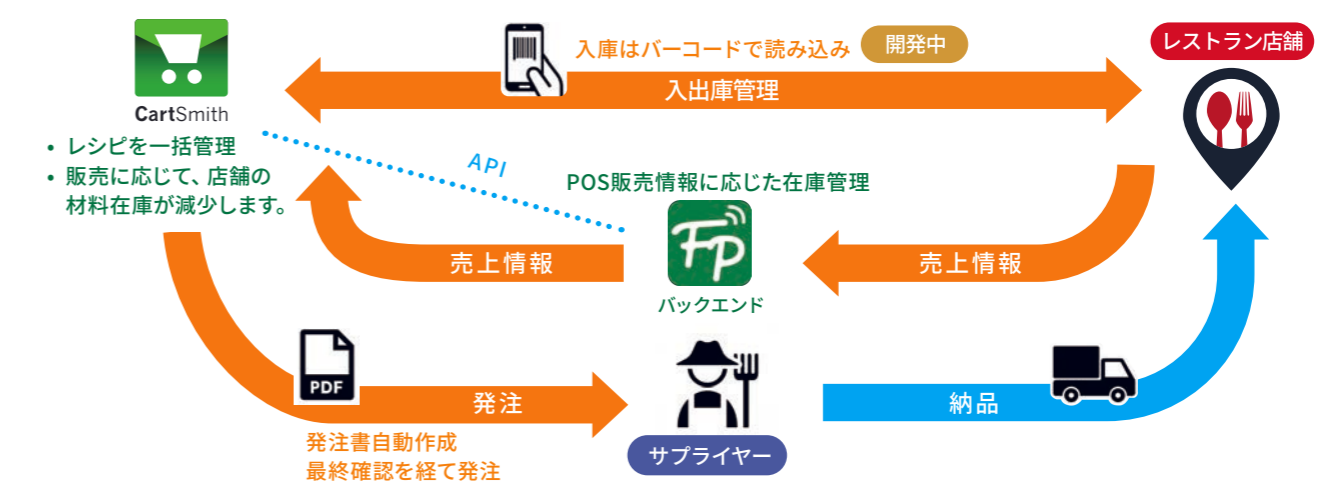 入庫はバーコードで読み込み
開発中
レストラン店舗
入出庫管理
CartSmith
• レシピを一括管理
• 販売に応じて、店舗の
材料在庫が減少します。
API
POS販売情報に応じた在庫管理
FP
売上情報
売上情報
バックエンド
PDF
発注
納品
発注書自動作成
最終確認を経て発注
サプライヤー